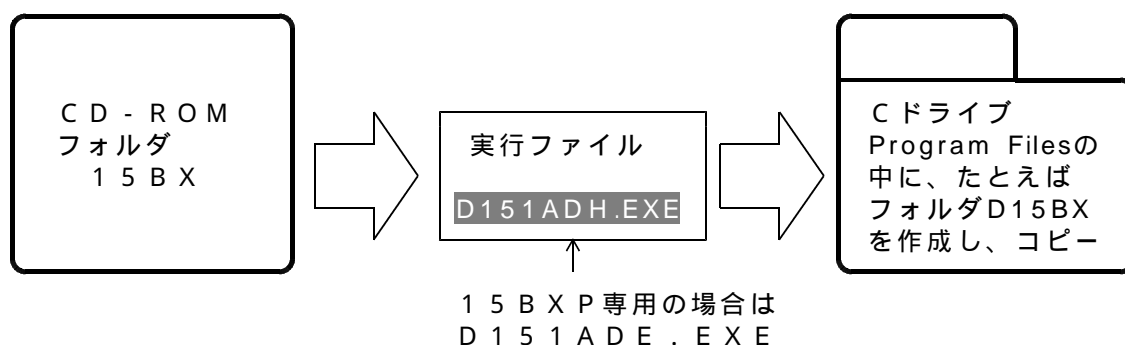 ＣＤ-ＲＯＭ
フォルダ
１５ＢＸ
実行ファイル
D151ADH.EXE
Ｃドライブ
Program Filesの
中に、たとえば
フォルダD15BX
を作成し、コピー
１５ＢＸＰ専用の場合は
Ｄ１５１ＡＤＥ．ＥＸＥ